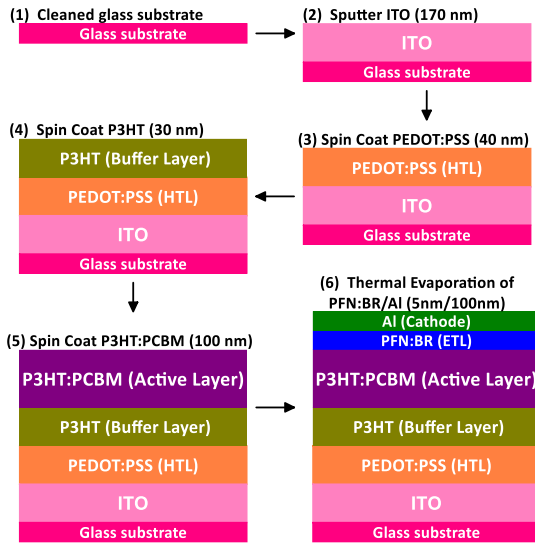 (1) Cleaned glass substrate
Glass substrate
(2) Sputter ITO (170 nm)
ITO
Glass substrate
(3) Spin Coat PEDOT:PSS (40 nm)
PEDOT:PSS (HTL)
ITO
Glass substrate
(4) Spin Coat P3HT (30 nm)
P3HT (Buffer Layer)
PEDOT:PSS (HTL)
ITO
Glass substrate
(5) Spin Coat P3HT:PCBM (100 nm)
P3HT:PCBM (Active Layer)
P3HT (Buffer Layer)
PEDOT:PSS (HTL)
ITO
Glass substrate
(6) Thermal Evaporation of
PFN:BR/Al (5nm/100nm)
Al (Cathode)
PFN:BR (ETL)
P3HT:PCBM (Active Layer)
P3HT (Buffer Layer)
PEDOT:PSS (HTL)
ITO
Glass substrate